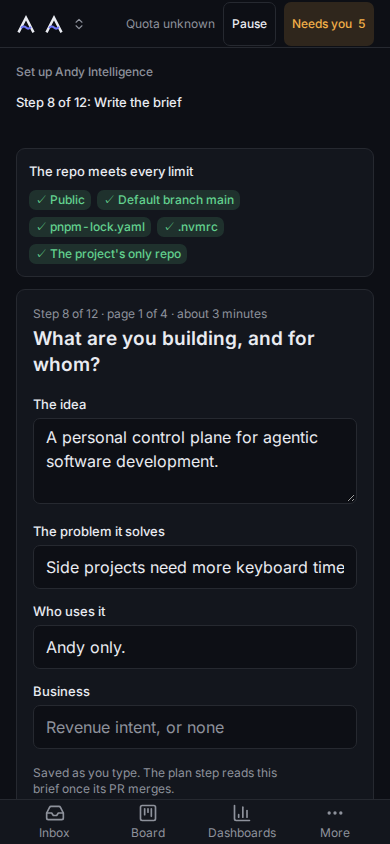 Quota unknown
Pause
Needs you 5
Set up Andy Intelligence
Step 8 of 12: Write the brief
The repo meets every limit
✓ Public
✓ Default branch main
✓ pnpm-lock.yaml
✓ .nvmrc
✓ The project's only repo
Step 8 of 12 · page 1 of 4 · about 3 minutes
What are you building, and for
whom?
The idea
A personal control plane for agentic
software development.
The problem it solves
Side projects need more keyboard time
Who uses it
Andy only.
Business
Revenue intent, or none
Saved as you type. The plan step reads this
brief once its PR merges.
Inbox
Board
Dashboards
More